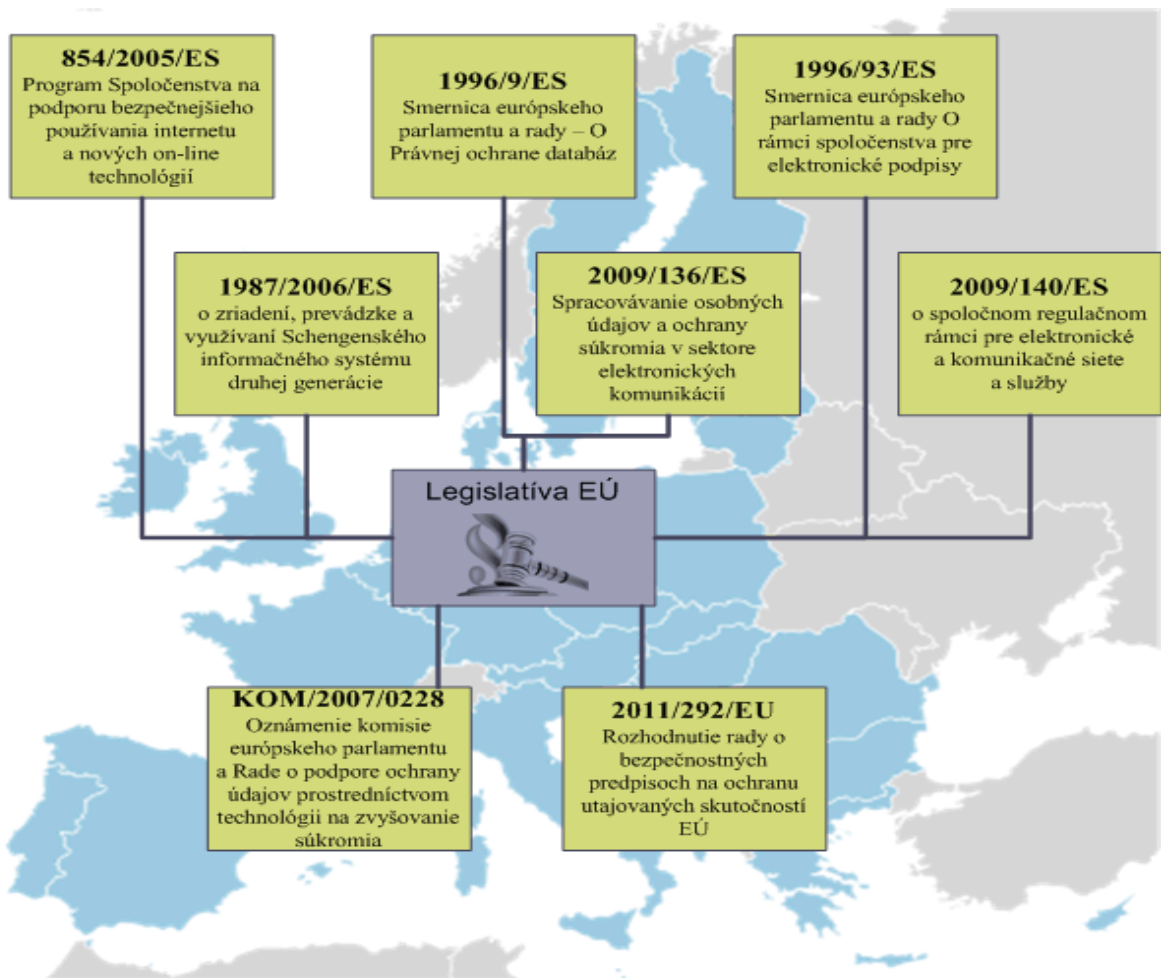 854/2005/ES
Program Spoločenstva na
podporu bezpečnejšieho
používania internetu
a nových on-line
technológií
1996/9/ES
Smernica európskeho
parlamentu a rady – O
Právnej ochrane databáz
1996/93/ES
Smernica európskeho
parlamentu a rady O
rámci spoločenstva pre
elektronické podpisy
1987/2006/ES
o zriadení, prevádzke a
využívaní Schengenského
informačného systému
druhej generácie
2009/136/ES
Spracovávanie osobných
údajov a ochrany
súkromia v sektore
elektronických
komunikácií
2009/140/ES
o spoločnom regulačnom
rámci pre elektronické
a komunikačné siete
a služby
Legislatíva EÚ
KOM/2007/0228
Oznámenie komisie
európskeho parlamentu
a Rade o podpore ochrany
údajov prostredníctvom
technológii na zvyšovanie
súkromia
2011/292/EU
Rozhodnutie rady o
bezpečnostných
predpisoch na ochranu
utajovaných skutočností
EÚ